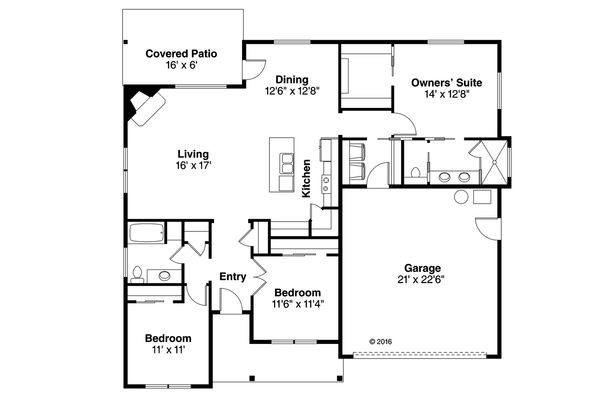 Covered Patio
16' x 6'
Dining
12'6" x 12'8"
Owners' Suite
14' x 12'8"
Living
16' x 17'
Kitchen
Entry
Bedroom
11'6" x 11'4"
Garage
21' x 22'6"
Bedroom
11' x 11'
© 2016